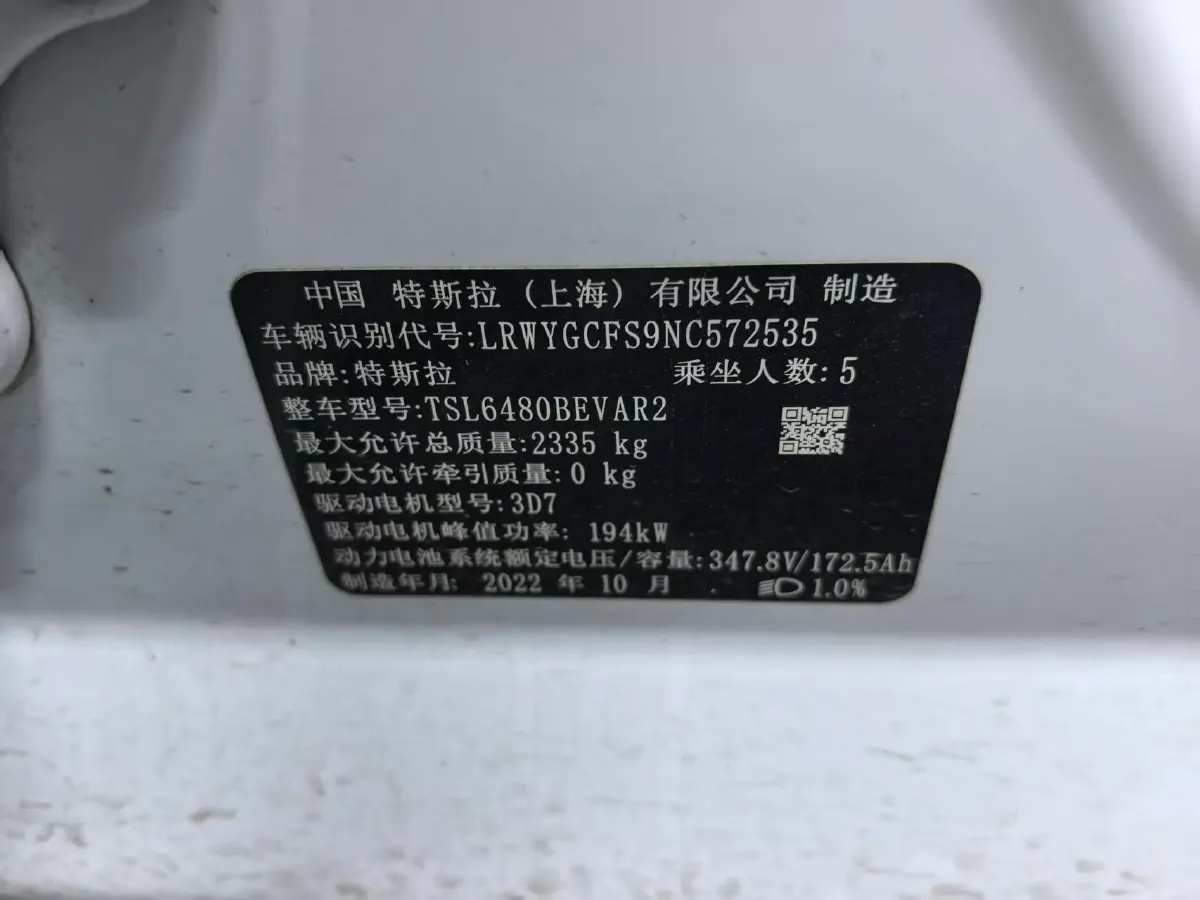 中国 特斯拉 (上海) 有限公司 制造
车辆识别代号:LRWYGCFS9NC572535
品牌:特斯拉 乘坐人数:5
整车型号:TSL6480BEVAR2
最大允许总质量:2335 kg
最大允许牵引质量:0 kg
驱动电机型号:3D7
驱动电机峰值功率: 194kW
动力电池系统额定电压/容量:347.8V/172.5Ah
制造年月: 2022 年 10 月 1.0%